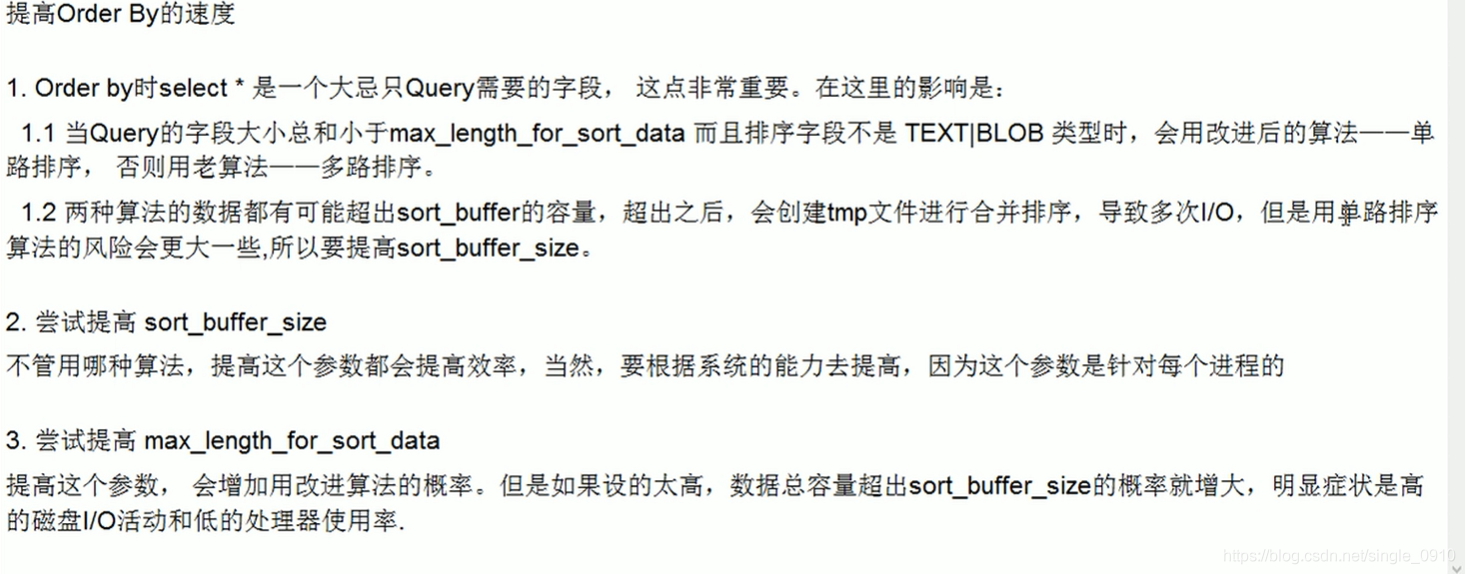 提高Order By的速度
1. Order by时select * 是一个大忌只Query需要的字段， 这点非常重要。在这里的影响是：
1.1 当Query的字段大小总和小于max_length_for_sort_data 而且排序字段不是 TEXT|BLOB 类型时，会用改进后的算法——单
路排序， 否则用老算法——多路排序。
1.2 两种算法的数据都有可能超出sort_buffer的容量，超出之后，会创建tmp文件进行合并排序，导致多次I/O，但是用单路排序
算法的风险会更大一些,所以要提高sort_buffer_size。
2. 尝试提高 sort_buffer_size
不管用哪种算法，提高这个参数都会提高效率，当然，要根据系统的能力去提高，因为这个参数是针对每个进程的
3. 尝试提高 max_length_for_sort_data
提高这个参数， 会增加用改进算法的概率。但是如果设的太高，数据总容量超出sort_buffer_size的概率就增大，明显症状是高
的磁盘I/O活动和低的处理器使用率.
https://blog.csdn.net/single_0910